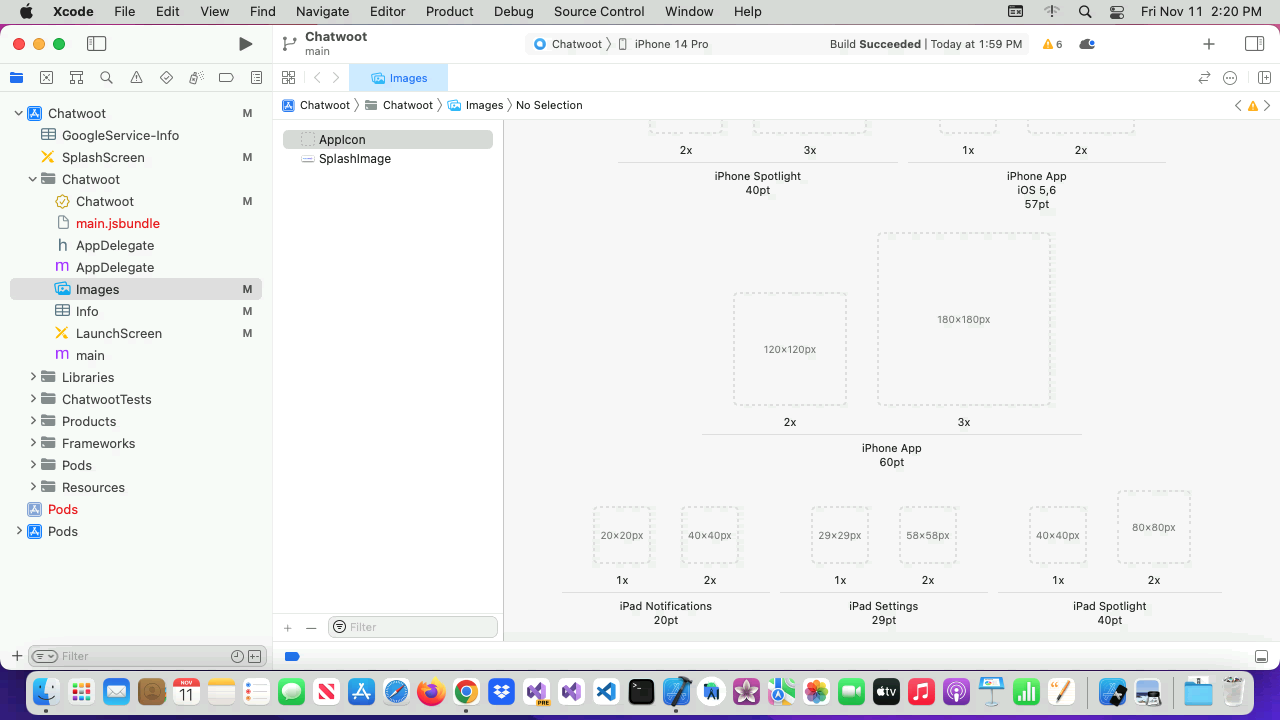 Xcode File Edit View Find Navigate Editor Product Debug Source Control Window Help Fri Nov 11 2:20 PM
Chatwoot
main
Chatwoot iPhone 14 Pro Build Succeeded | Today at 1:59 PM 6
Images
Chatwoot Chatwoot Images No Selection
Chatwoot M
GoogleService-Info
SplashScreen M
Chatwoot
Chatwoot M
main.jsbundle
h AppDelegate
m AppDelegate
Images M
Info M
LaunchScreen M
m main
Libraries
ChatwootTests
Products
Frameworks
Pods
Resources
Pods
Pods
Filter
AppIcon
SplashImage
Filter
2x 3x
iPhone Spotlight
40pt
1x 2x
iPhone App
iOS 5,6
57pt
120×120px 180×180px
2x 3x
iPhone App
60pt
20×20px 40×40px
1x 2x
iPad Notifications
20pt
29×29px 58×58px
1x 2x
iPad Settings
29pt
40×40px 80×80px
1x 2x
iPad Spotlight
40pt
NOV
11
PRE
tv